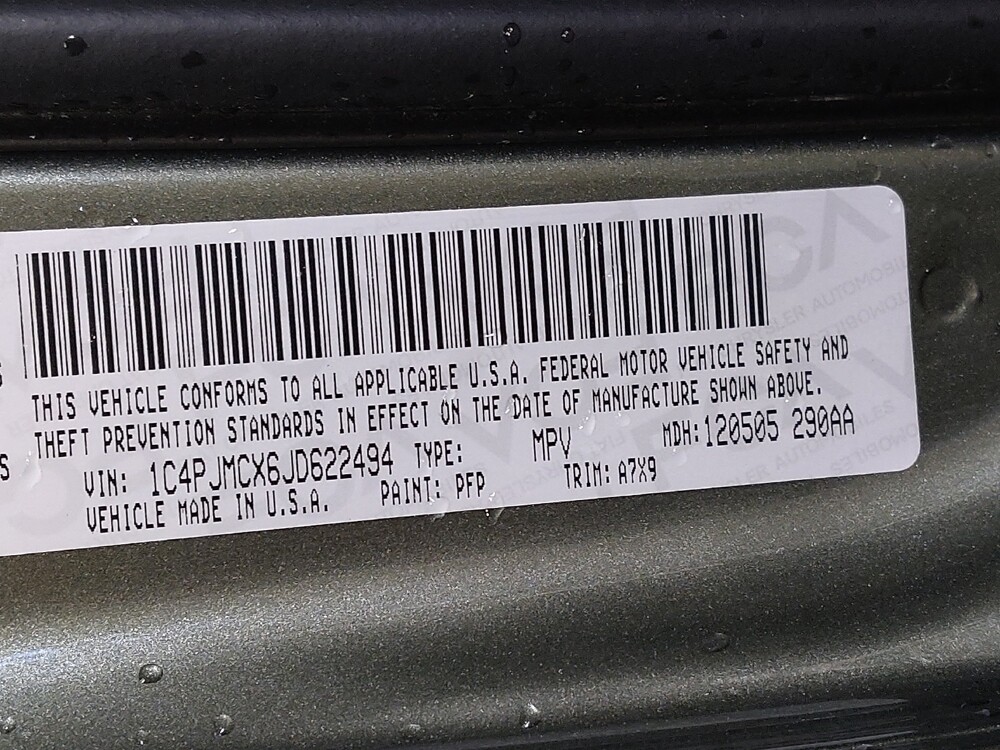 THIS VEHICLE CONFORMS TO ALL APPLICABLE U.S.A. FEDERAL MOTOR VEHICLE SAFETY AND
THEFT PREVENTION STANDARDS IN EFFECT ON THE DATE OF MANUFACTURE SHOWN ABOVE.
VIN: 1C4PJMCX6JD622494 TYPE: MPV MDH:120505 290AA
VEHICLE MADE IN U.S.A. PAINT: PFP TRIM: A7X9